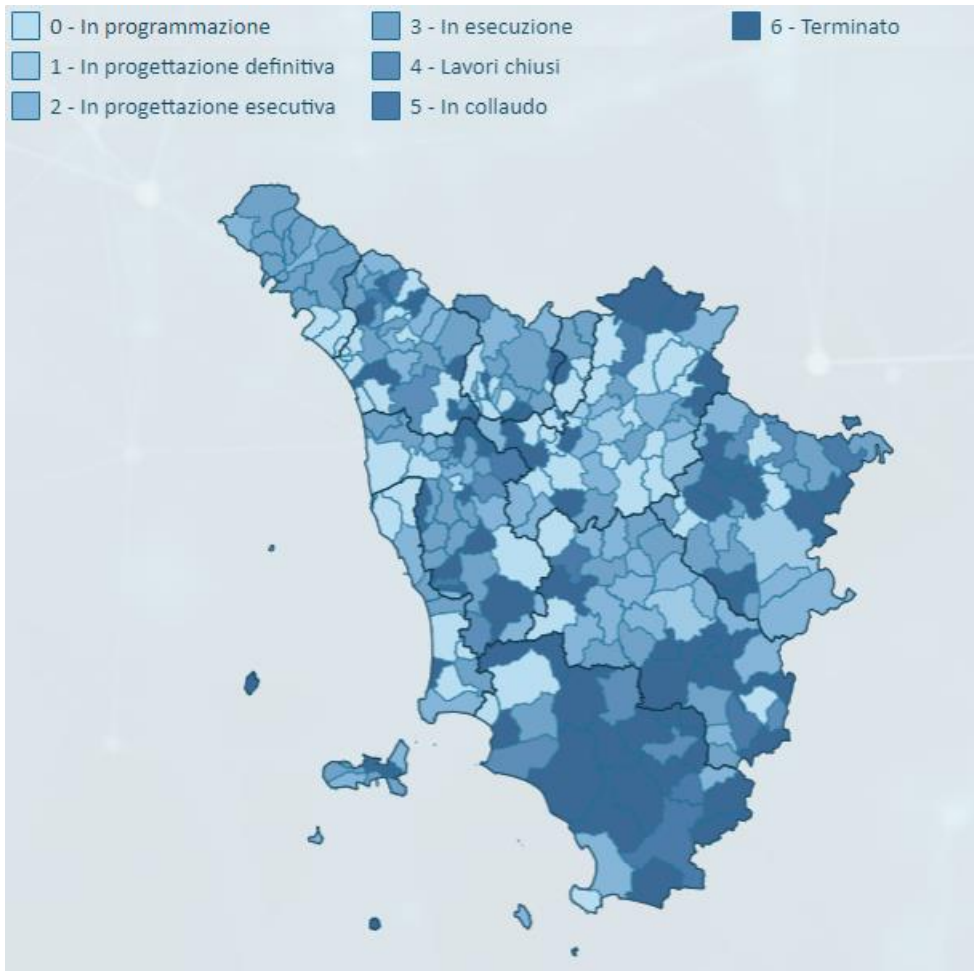 0 - In programmazione
1 - In progettazione definitiva
2 - In progettazione esecutiva
3 - In esecuzione
4 - Lavori chiusi
5 - In collaudo
6 - Terminato